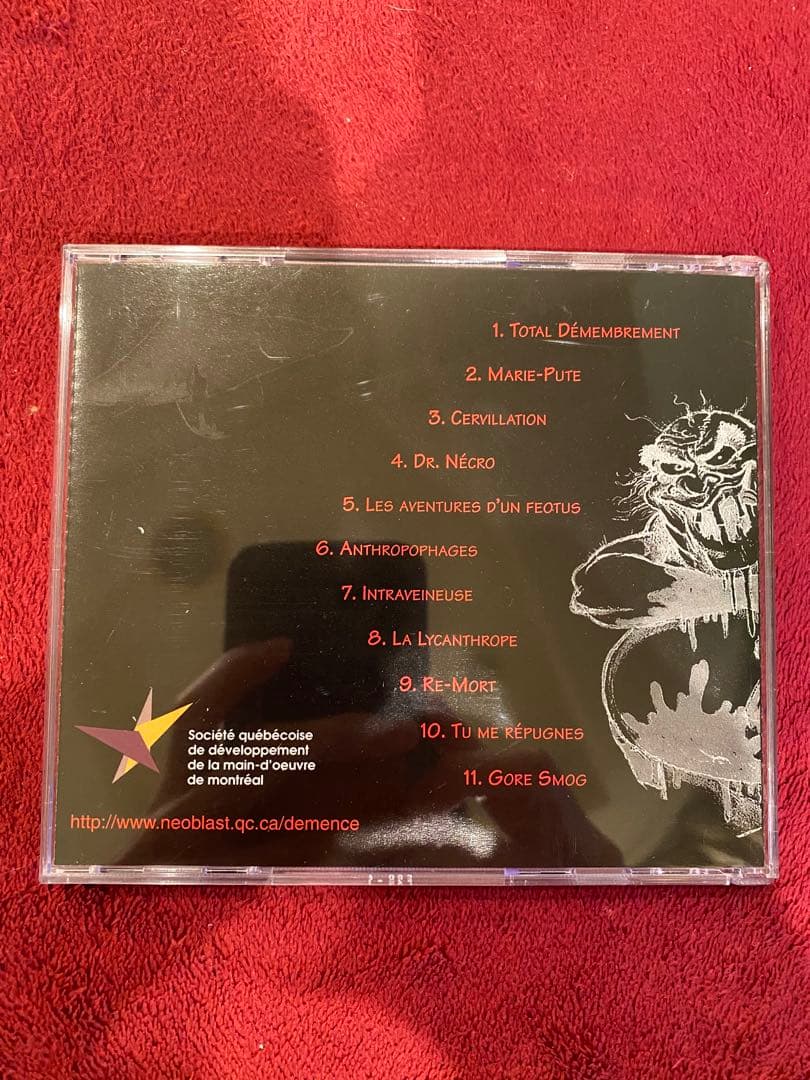 1. Total Démembrement
2. Marie-Pute
3. Cervillation
4. Dr. Nécro
5. Les aventures d'un feotus
6. Anthropophages
7. Intraveineuse
8. La Lycanthrope
9. Re-Mort
10. Tu me répugnes
11. Gore Smog
Société québécoise
de développement
de la main-d'oeuvre
de montréal
http://www.neoblast.qc.ca/demence